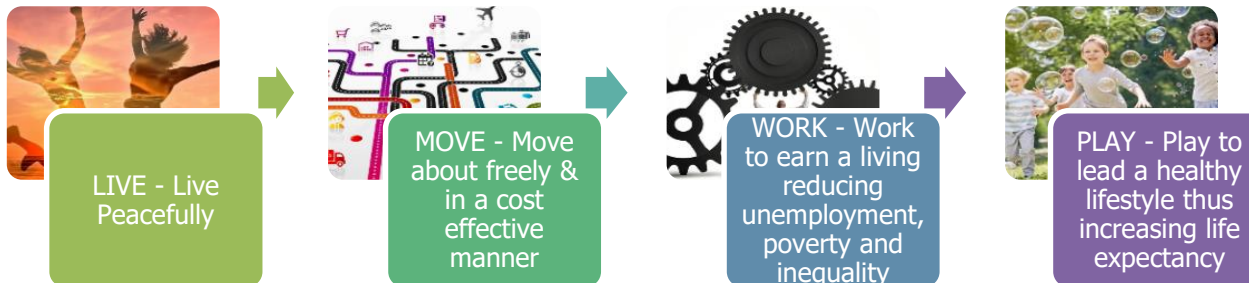 LIVE - Live
Peacefully
MOVE - Move
about freely &
in a cost
effective
manner
WORK - Work
to earn a living
reducing
unemployment,
poverty and
inequality
PLAY - Play to
lead a healthy
lifestyle thus
increasing life
expectancy